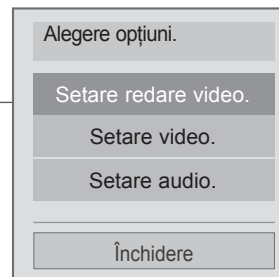 Alegere opțiuni.
Setare redare video.
Setare video.
Setare audio.
Închidere